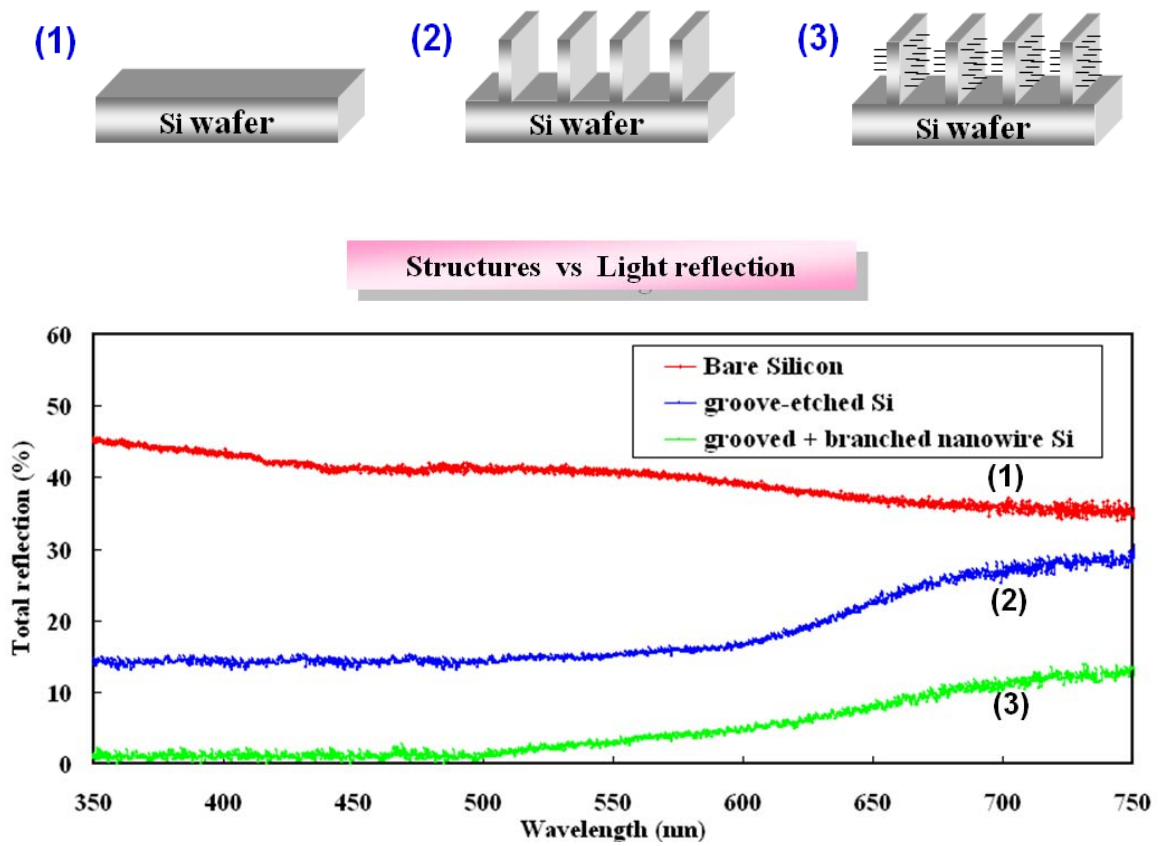 (1)
(2)
(3)
Si wafer
Si wafer
Si wafer
Structures vs Light reflection
60
50
40
30
20
10
0
Total reflection (%)
Bare Silicon
groove-etched Si
grooved + branched nanowire Si
(1)
(2)
(3)
350 400 450 500 550 600 650 700 750
Wavelength (nm)